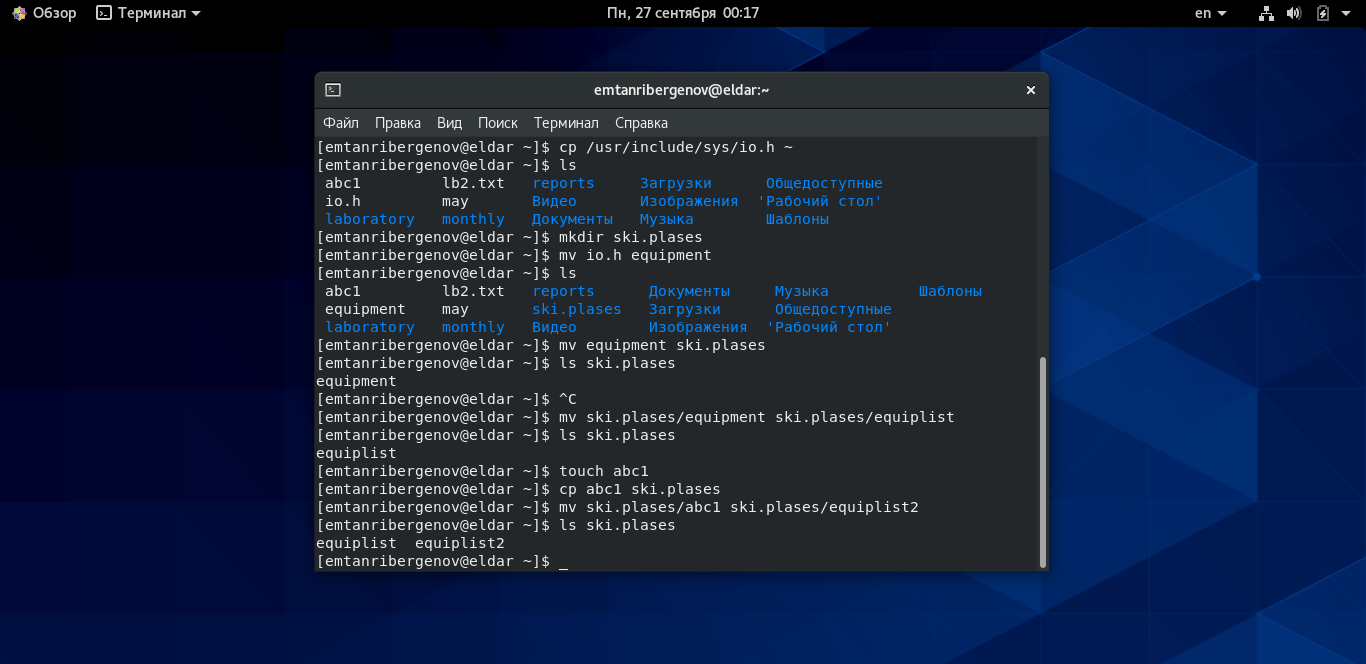 Обзор Терминал Пн, 27 сентября 00:17 en
emtanribergenov@eldar:~
Файл Правка Вид Поиск Терминал Справка
[emtanribergenov@eldar ~]$ cp /usr/include/sys/io.h ~
[emtanribergenov@eldar ~]$ ls
abc1 lb2.txt reports Загрузки Общедоступные
io.h may Видео Изображения 'Рабочий стол'
laboratory monthly Документы Музыка Шаблоны
[emtanribergenov@eldar ~]$ mkdir ski.plases
[emtanribergenov@eldar ~]$ mv io.h equipment
[emtanribergenov@eldar ~]$ ls
abc1 lb2.txt reports Документы Музыка Шаблоны
equipment may ski.plases Загрузки Общедоступные
laboratory monthly Видео Изображения 'Рабочий стол'
[emtanribergenov@eldar ~]$ mv equipment ski.plases
[emtanribergenov@eldar ~]$ ls ski.plases
equipment
[emtanribergenov@eldar ~]$ ^C
[emtanribergenov@eldar ~]$ mv ski.plases/equipment ski.plases/equiplist
[emtanribergenov@eldar ~]$ ls ski.plases
equiplist
[emtanribergenov@eldar ~]$ touch abc1
[emtanribergenov@eldar ~]$ cp abc1 ski.plases
[emtanribergenov@eldar ~]$ mv ski.plases/abc1 ski.plases/equiplist2
[emtanribergenov@eldar ~]$ ls ski.plases
equiplist equiplist2
[emtanribergenov@eldar ~]$ _